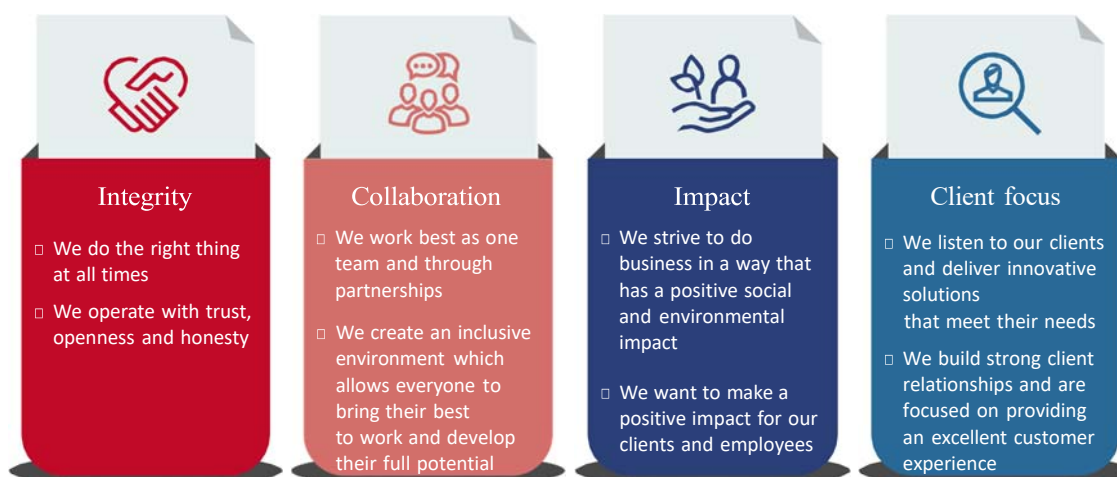 Integrity
We do the right thing
at all times
We operate with trust,
openness and honesty
Collaboration
We work best as one
team and through
partnerships
We create an inclusive
environment which
allows everyone to
bring their best
to work and develop
their full potential
Impact
We strive to do
business in a way that
has a positive social
and environmental
impact
We want to make a
positive impact for our
clients and employees
Client focus
We listen to our clients
and deliver innovative
solutions
that meet their needs
We build strong client
relationships and are
focused on providing
an excellent customer
experience